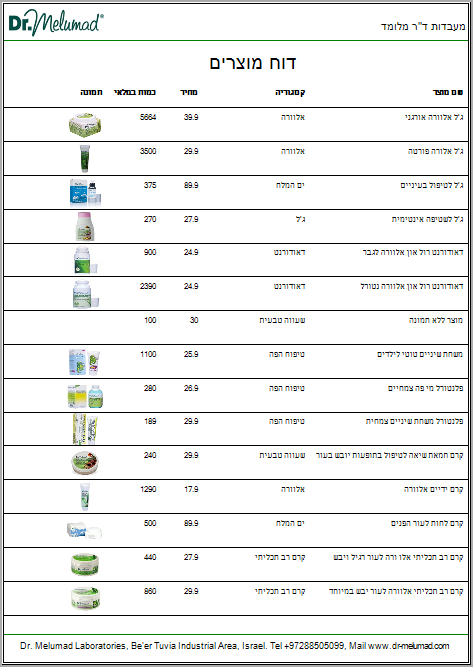 Dr. Melumad®
מעבדות ד"ר מלומד
דוח מוצרים
שם מוצר קטגוריה מחיר כמות במלאי תמונה
ג'ל אלוורה אורגני אלוורה 39.9 5664
ג'ל אלורה פורטה אלוורה 29.9 3500
ג'ל לטיפול בעיניים ים המלח 89.9 375
ג'ל לשטיפה אינטימית ג'ל 27.9 270
דאודורנט רול און אלוורה לגבר דאודורנט 24.9 900
דאודורנט רול און אלוורה נטורל דאודורנט 24.9 2390
מוצר ללא תמונה שעווה טבעית 30 100
משחת שיניים טוטי לילדים טיפוח הפה 25.9 1100
פלנטורל מי פה צמחיים טיפוח הפה 26.9 280
פלנטורל משחת שיניים צמחית טיפוח הפה 29.9 189
קרם חמאת שיאה לטיפול בתופעות יובש בעור שעווה טבעית 29.9 240
קרם ידיים אלוורה אלוורה 17.9 1290
קרם לחות לעור הפנים ים המלח 89.9 500
קרם רב תכליתי אלו ורה לעור רגיל ויבש קרם רב תכליתי 27.9 440
קרם רב תכליתי אלוורה לעור יבש במיוחד קרם רב תכליתי 29.9 860
Dr. Melumad Laboratories, Be'er Tuvia Industrial Area, Israel. Tel +97288505099, Mail www.dr-melumad.com